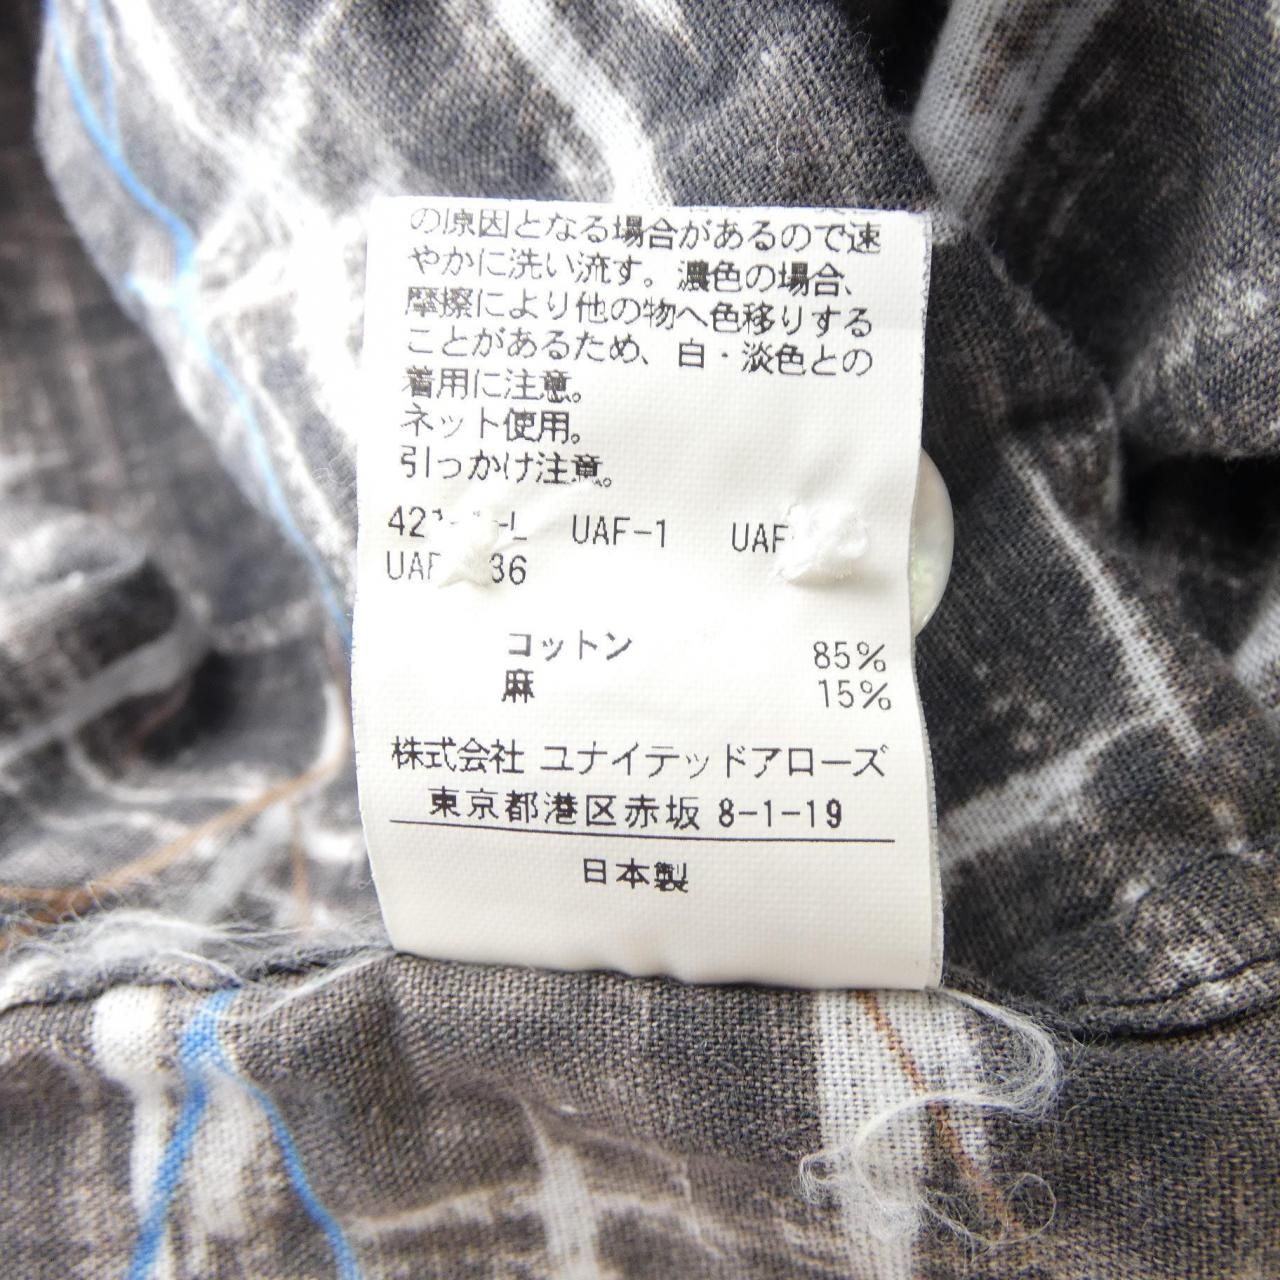 の原因となる場合があるので速
やかに洗い流す。濃色の場合、
摩擦により他の物へ色移りする
ことがあるため、白・淡色との
着用に注意。
ネット使用。
引っかけ注意。
UAF-1
コットン 85%
麻 15%
株式会社 ユナイテッドアローズ
東京都港区赤坂 8-1-19
日本製